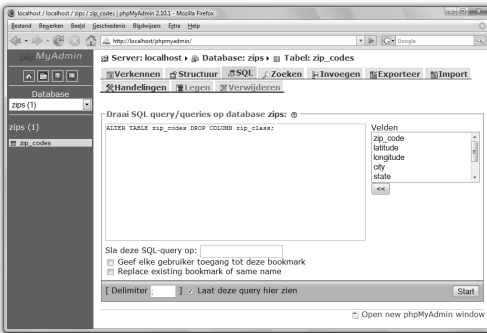 localhost / localhost / zips / zip_codes | phpMyAdmin 2.10.1 - Mozilla Firefox
Bestand Bewerken Beeld Geschiedenis Bladwijzers Extra Help
http://localhost/phpmyadmin/
Google
MyAdmin
Database
zips (1)
zips (1)
zip_codes
Server: localhost ▸ Database: zips ▸ Tabel: zip_codes
Verkennen Structuur SQL Zoeken Invoegen Exporteer Import
Handelingen Legen Verwijderen
Draai SQL query/queries op database zips:
ALTER TABLE zip_codes DROP COLUMN zip_class;
Velden
zip_code
latitude
longitude
city
state
<<
Sla deze SQL-query op:
Geef elke gebruiker toegang tot deze bookmark
Replace existing bookmark of same name
[ Delimiter ; ] Laat deze query hier zien
Start
Open new phpMyAdmin window